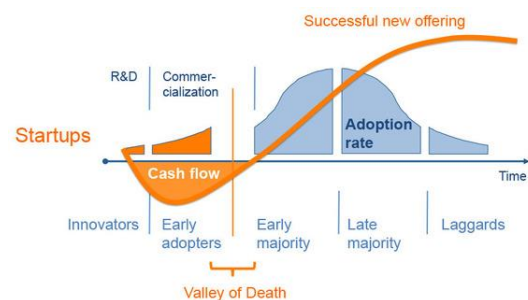 Successful new offering
R&D
Commer-
cialization
Startups
Adoption
rate
Cash flow
Time
Innovators
Early
adopters
Early
majority
Late
majority
Laggards
Valley of Death